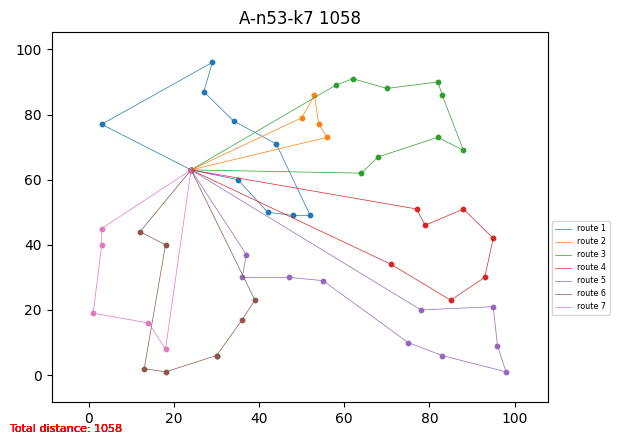 A-n53-k7 1058
100
80
60
40
20
0
0 20 40 60 80 100
route 1
route 2
route 3
route 4
route 5
route 6
route 7
Total distance: 1058